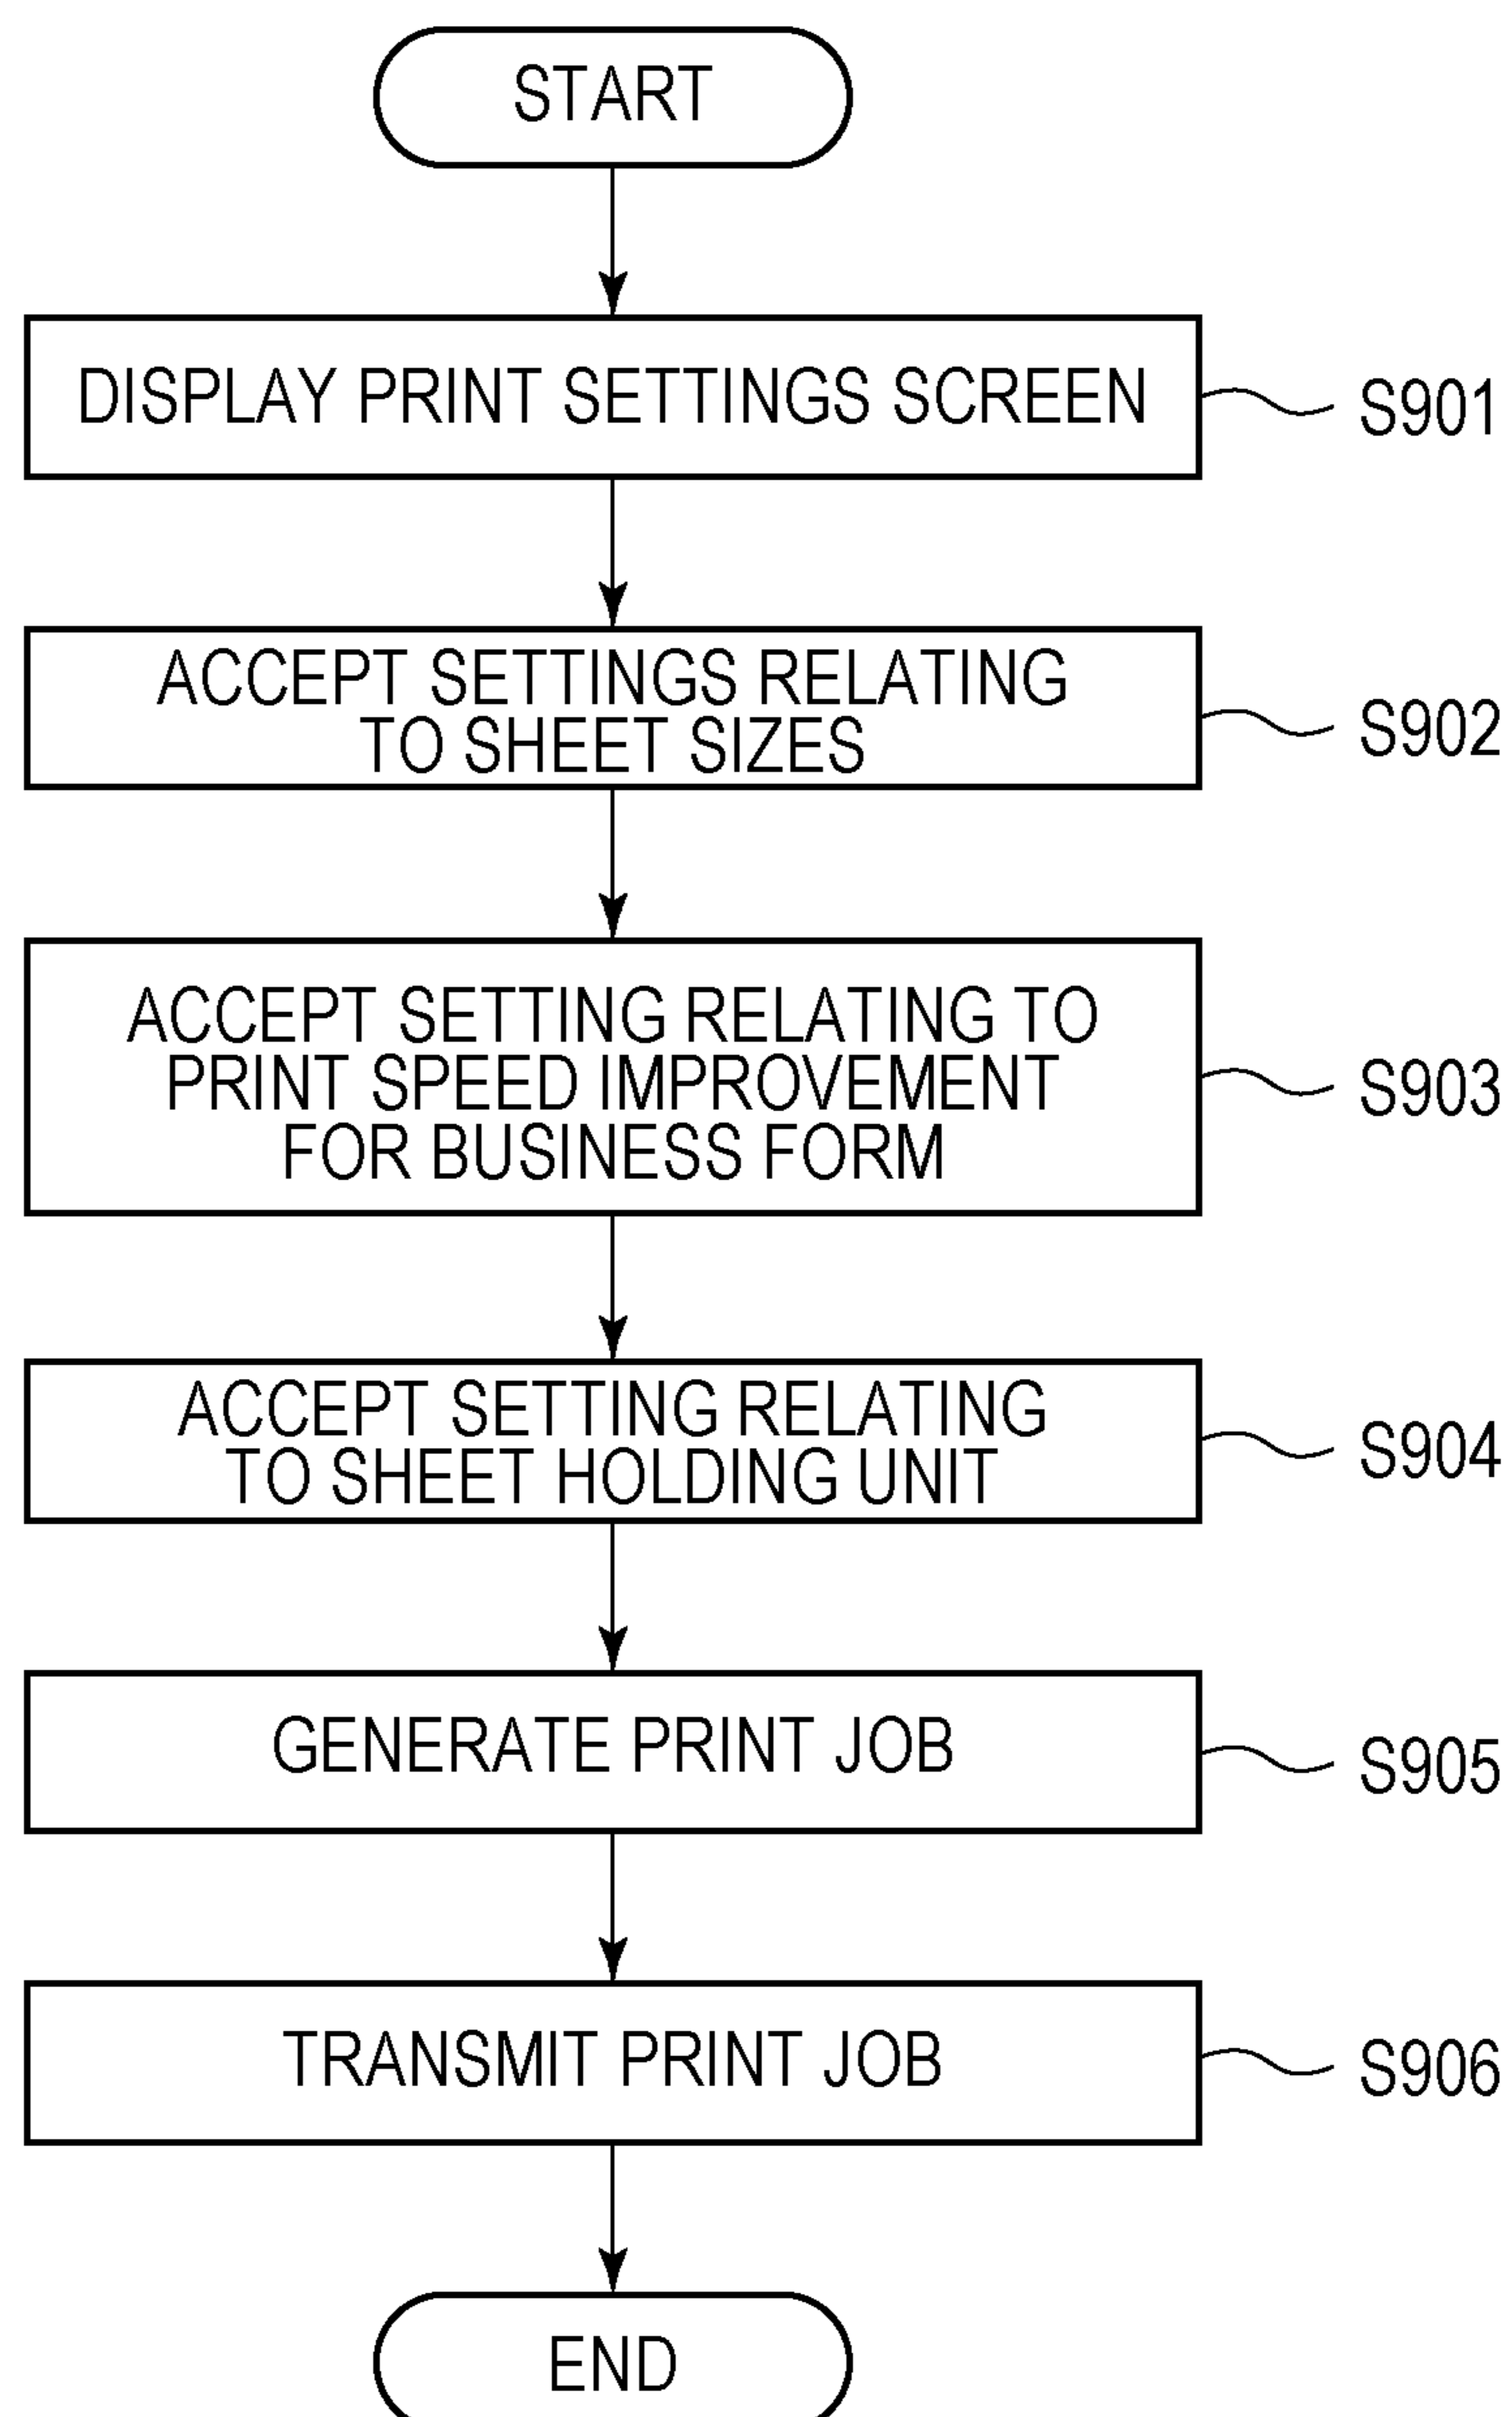 START
DISPLAY PRINT SETTINGS SCREEN
S901
ACCEPT SETTINGS RELATING
TO SHEET SIZES
S902
ACCEPT SETTING RELATING TO
PRINT SPEED IMPROVEMENT
FOR BUSINESS FORM
S903
ACCEPT SETTING RELATING
TO SHEET HOLDING UNIT
S904
GENERATE PRINT JOB
S905
TRANSMIT PRINT JOB
S906
END